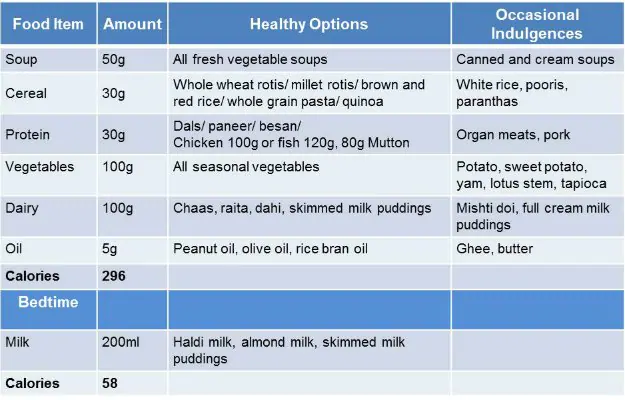 Food Item Amount Healthy Options Occasional
Indulgences
Soup 50g All fresh vegetable soups Canned and cream soups
Cereal 30g Whole wheat rotis/ millet rotis/ brown and
red rice/ whole grain pasta/ quinoa White rice, pooris,
paranthas
Protein 30g Dals/ paneer/ besan/
Chicken 100g or fish 120g, 80g Mutton Organ meats, pork
Vegetables 100g All seasonal vegetables Potato, sweet potato,
yam, lotus stem, tapioca
Dairy 100g Chaas, raita, dahi, skimmed milk puddings Mishti doi, full cream milk
puddings
Oil 5g Peanut oil, olive oil, rice bran oil Ghee, butter
Calories 296
Bedtime
Milk 200ml Haldi milk, almond milk, skimmed milk
puddings
Calories 58